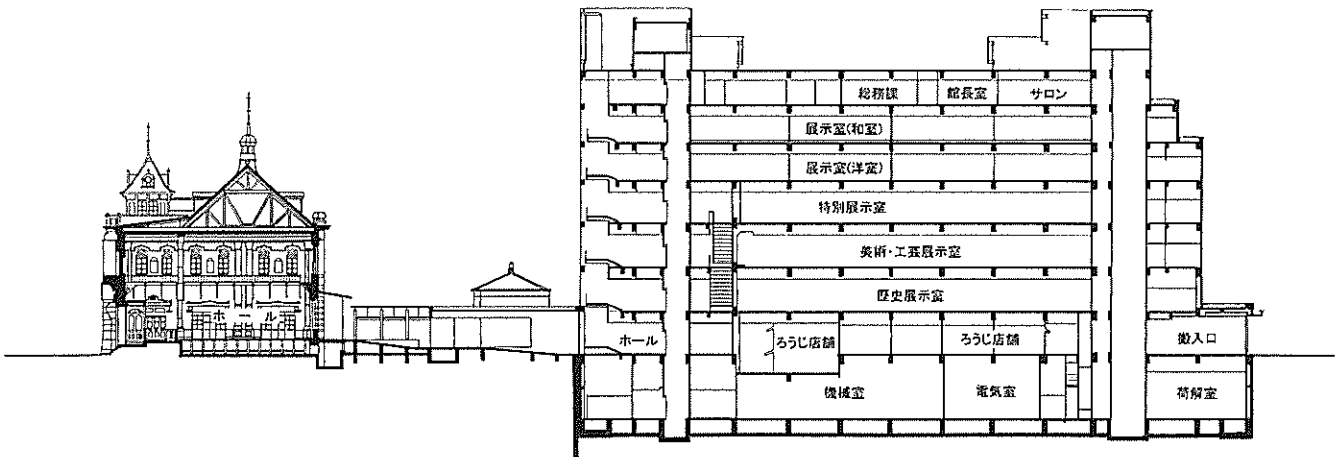 総務課 館長室 サロン
展示室(和室)
展示室(洋室)
特別展示室
美術・工芸展示室
歴史展示室
ホール
ホール ろうじ店舗 ろうじ店舗 搬入口
機械室 電気室 荷解室